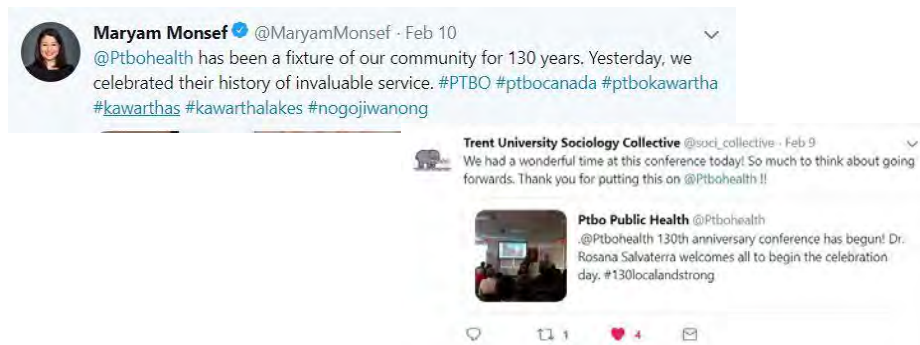 Maryam Monsef @MaryamMonsef · Feb 10
@Ptbohealth has been a fixture of our community for 130 years. Yesterday, we
celebrated their history of invaluable service. #PTBO #ptbocanada #ptbokawartha
#kawarthas #kawarthalakes #nogojiwanong
Trent University Sociology Collective @soci_collective · Feb 9
We had a wonderful time at this conference today! So much to think about going
forwards. Thank you for putting this on @Ptbohealth !!
Ptbo Public Health @Ptbohealth
.@Ptbohealth 130th anniversary conference has begun! Dr.
Rosana Salvaterra welcomes all to begin the celebration
day. #130localandstrong
1 4